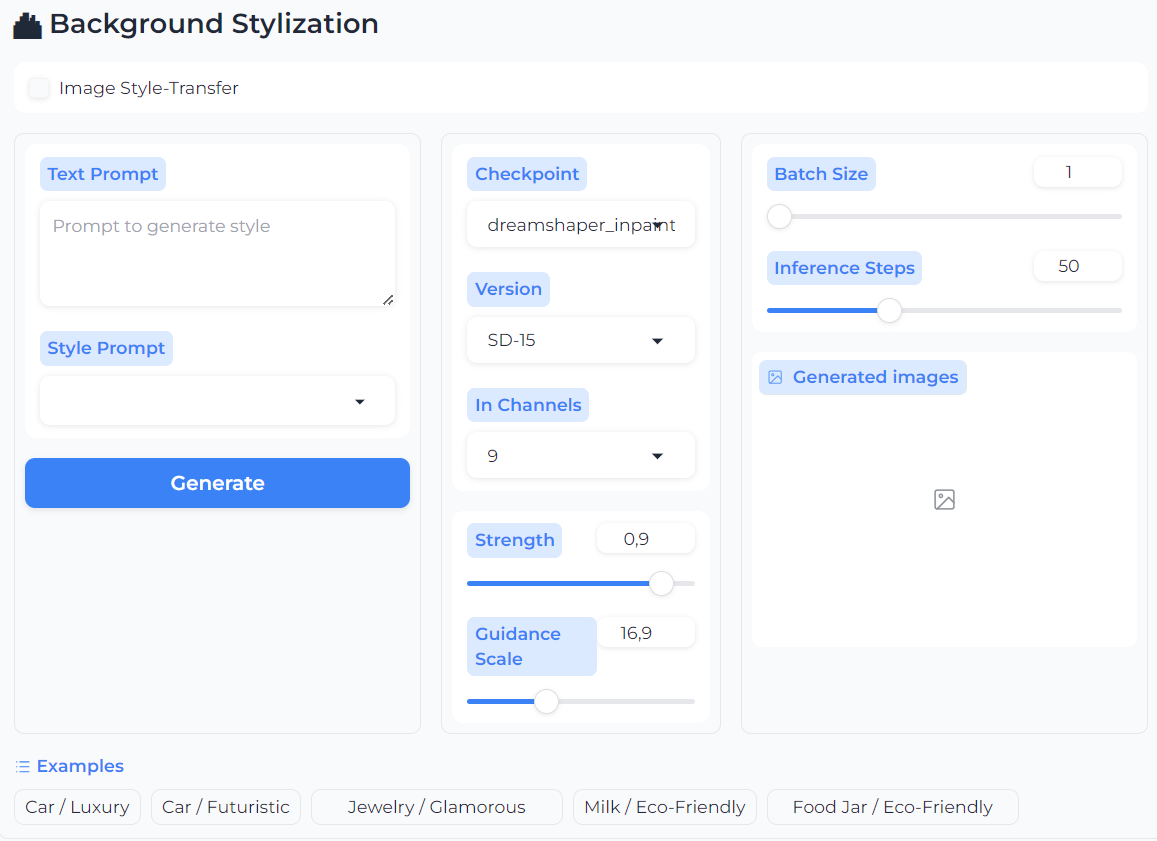 Background Stylization
Image Style-Transfer
Text Prompt
Prompt to generate style
Style Prompt
Generate
Checkpoint
dreamshaper_inpaint
Version
SD-15
In Channels
9
Strength
0,9
Guidance
Scale
16,9
Batch Size
1
Inference Steps
50
Generated images
Examples
Car / Luxury
Car / Futuristic
Jewelry / Glamorous
Milk / Eco-Friendly
Food Jar / Eco-Friendly